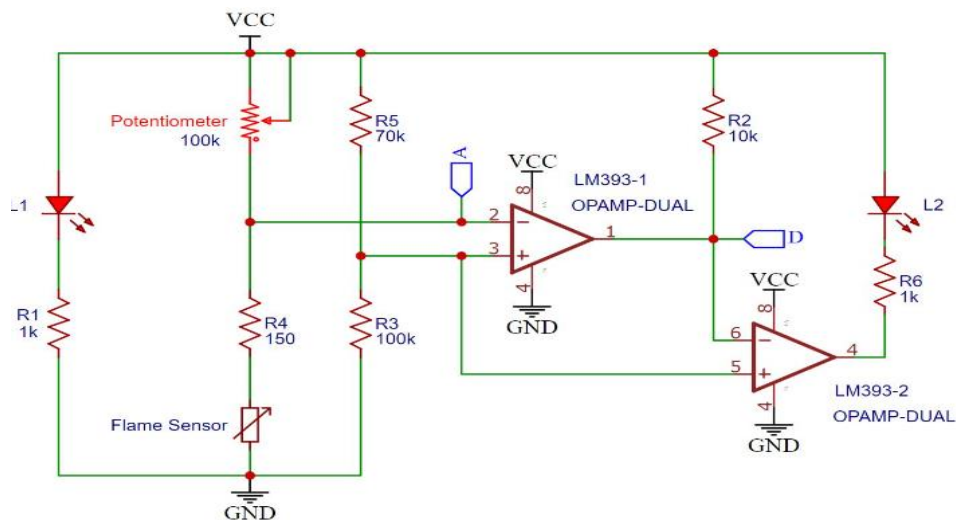 VCC
Potentiometer
100k
R5
70k
A
R2
10k
VCC
8
LM393-1
OPAMP-DUAL
L1
2
3
1
D
L2
4
GND
VCC
8
R6
1k
R1
1k
R4
150
R3
100k
6
5
4
LM393-2
OPAMP-DUAL
4
GND
Flame Sensor
GND